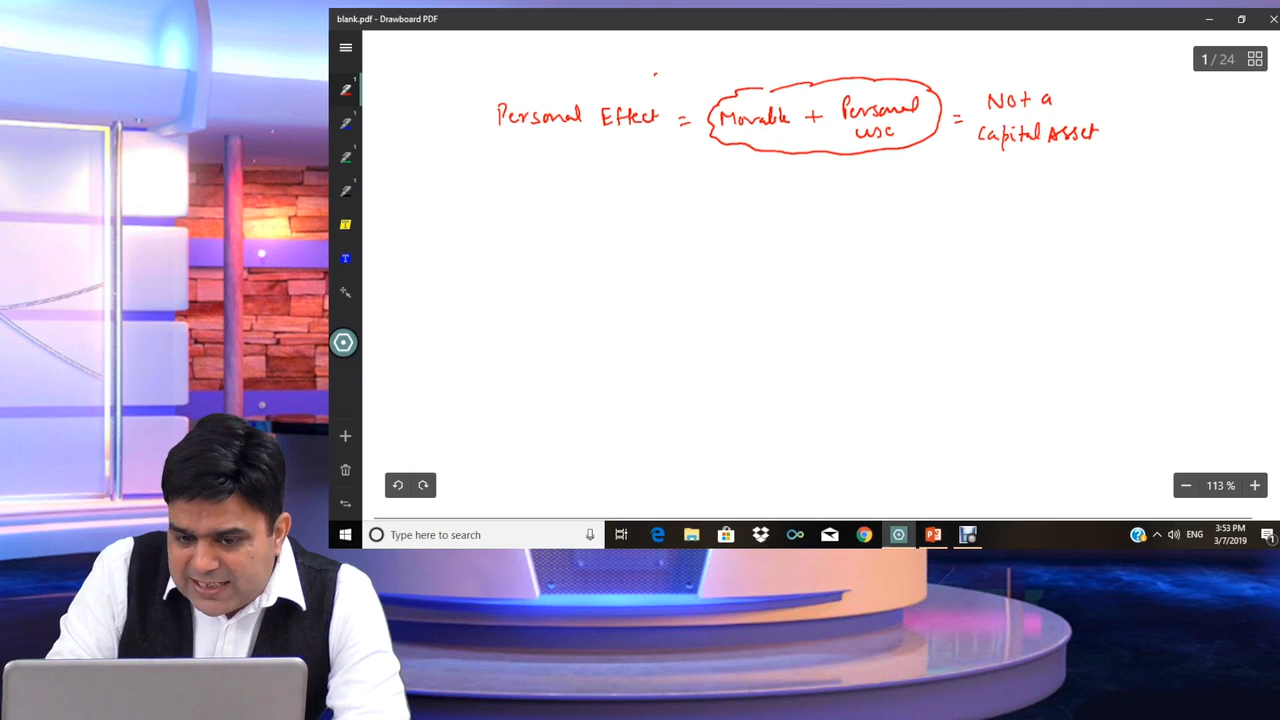 blank.pdf - Drawboard PDF
1 / 24
Personal Effect = Movable + Personal use = Not a Capital Asset
113 %
Type here to search
ENG
3:53 PM
3/7/2019